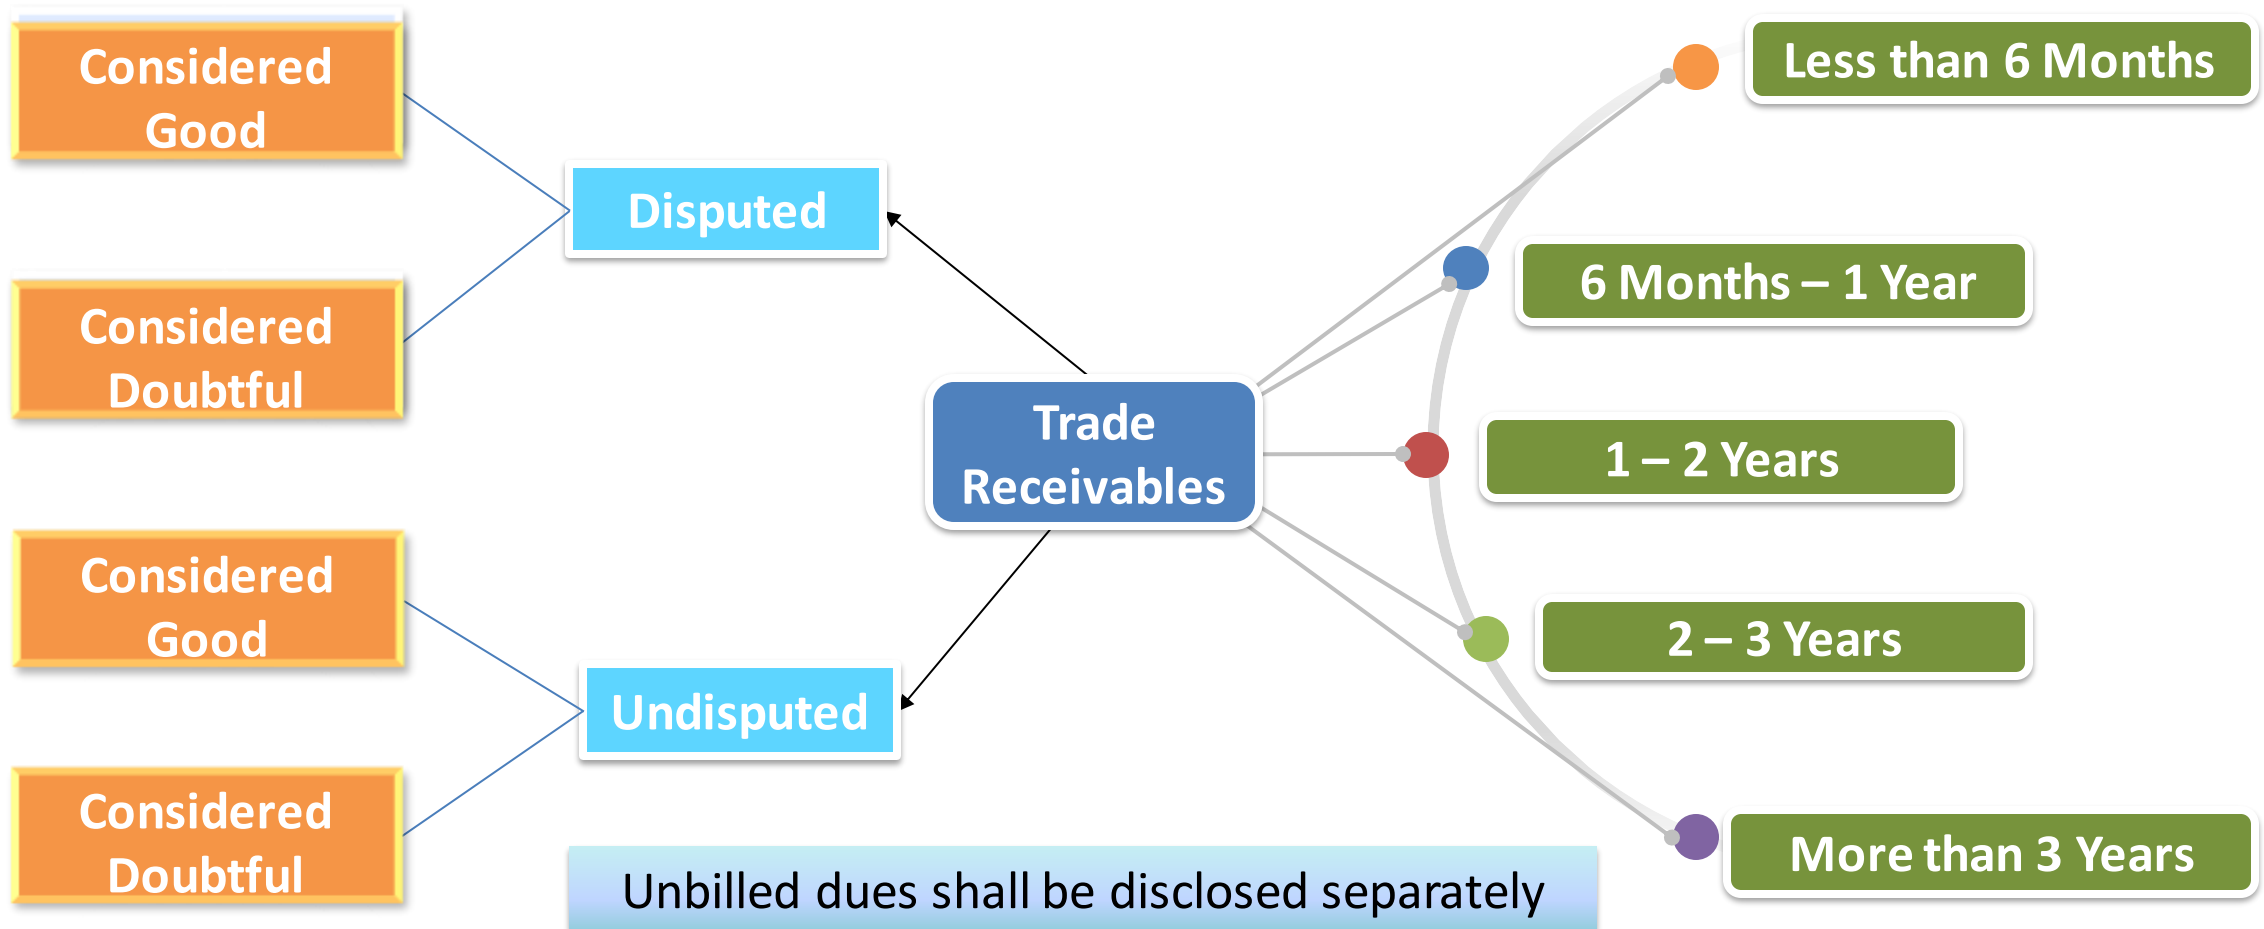 Considered
Good
Considered
Doubtful
Considered
Good
Considered
Doubtful
Disputed
Undisputed
Trade
Receivables
Less than 6 Months
6 Months – 1 Year
1 – 2 Years
2 – 3 Years
More than 3 Years
Unbilled dues shall be disclosed separately